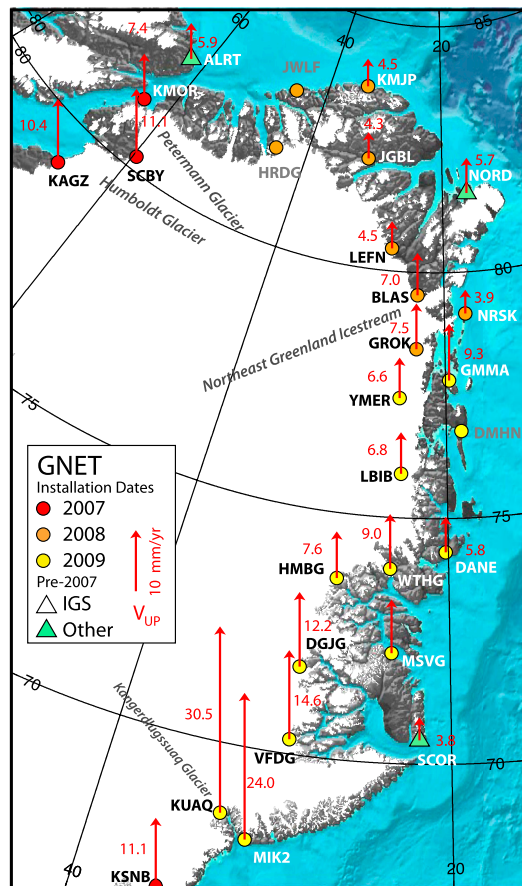 80
60
40
20
85
7.4
5.9
ALRT
JWLF
4.5
KMJP
KMOR
10.4
11.1
4.3
JGBL
KAGZ
SCBY
Petermann Glacier
HRDG
5.7
NORD
Humboldt Glacier
4.5
LEFN
80
7.0
BLAS
3.9
NRSK
Northeast Greenland Icestream
7.5
GROK
9.3
GMMA
6.6
YMER
75
DMHN
6.8
LBIB
GNET
Installation Dates
2007
2008
2009
Pre-2007
IGS
Other
10 mm/yr
VUP
75
9.0
5.8
7.6
HMBG
WTHG
DANE
12.2
DGJG
MSVG
70
Kangerdlugssuaq Glacier
14.6
30.5
3.8
VFDG
SCOR
70
24.0
KUAQ
MIK2
11.1
KSNB
40
20